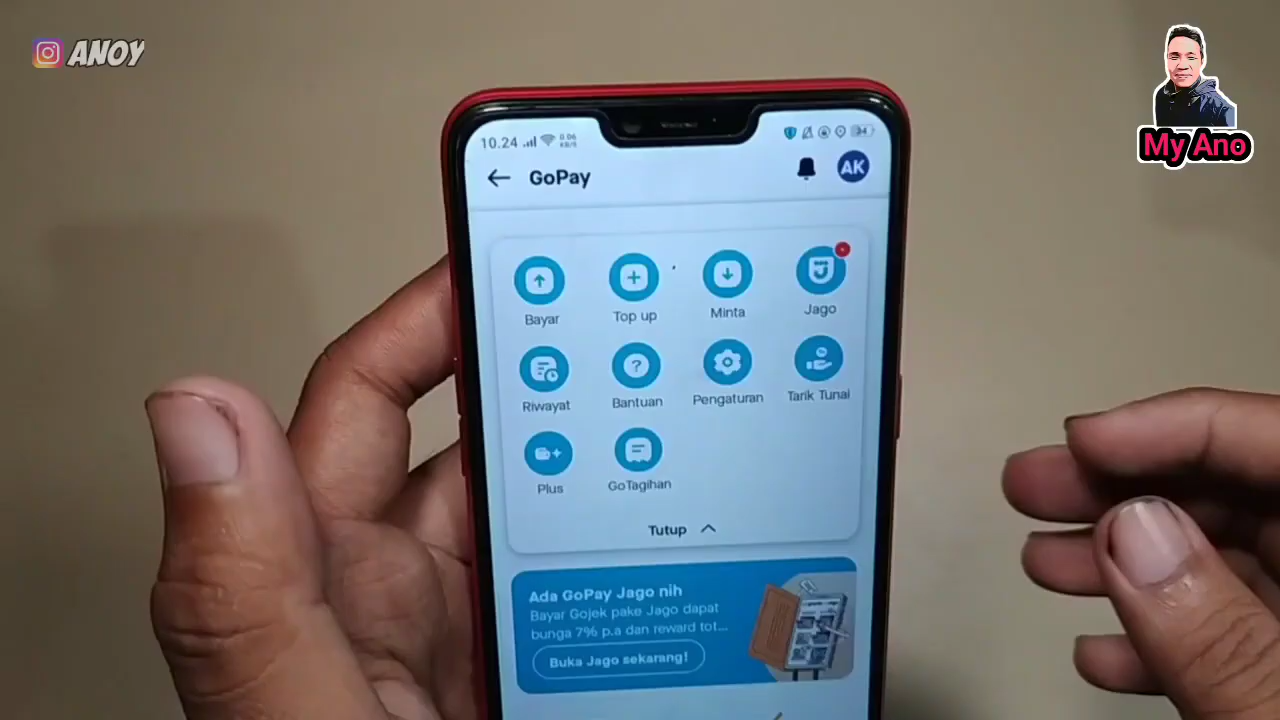 ANOY
My Ano
10.24
34
GoPay
AK
Bayar
Top up
Minta
Jago
Riwayat
Bantuan
Pengaturan
Tarik Tunai
Plus
GoTagihan
Tutup
Ada GoPay Jago nih
Bayar Gojek pake Jago dapat
bunga 7% p.a dan reward tot...
Buka Jago sekarang!